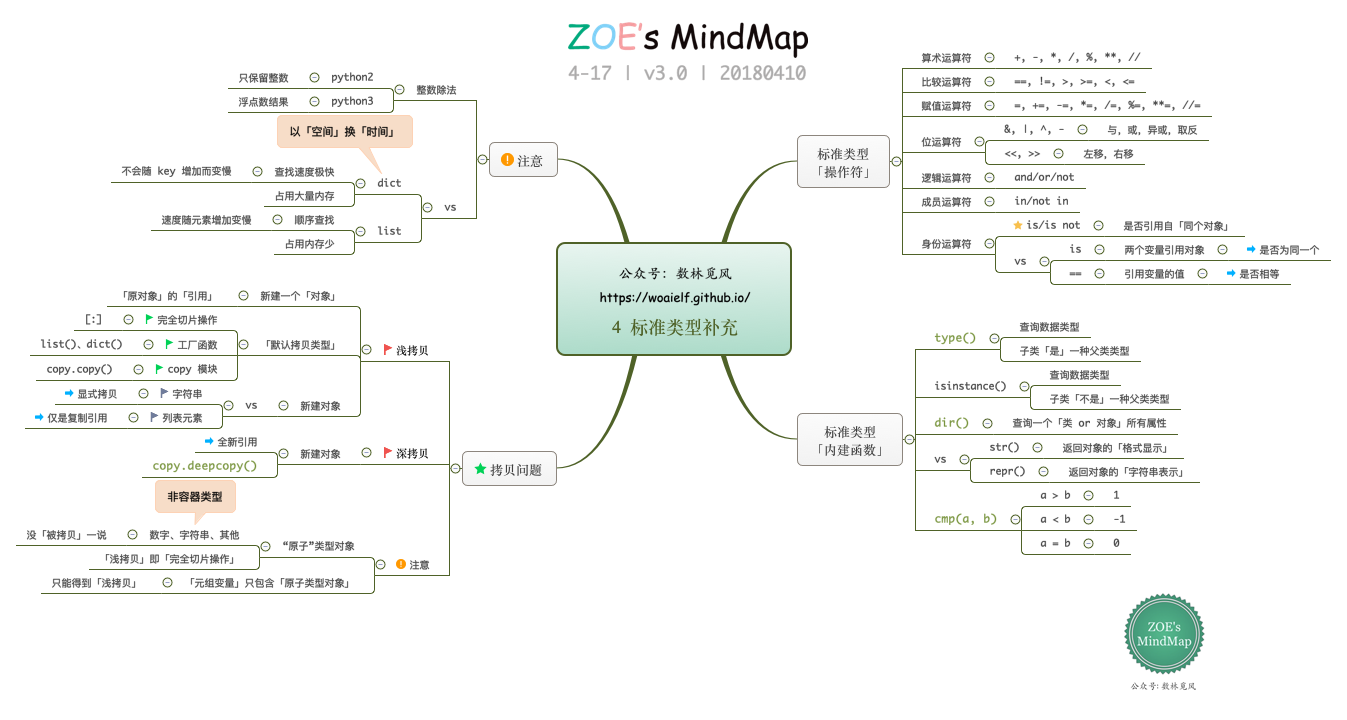 ZOE's MindMap
4-17 | v3.0 | 20180410
公众号: 数林觅风
https://woaielf.github.io/
4 标准类型补充
注意
整数除法
python2
只保留整数
python3
浮点数结果
vs
以「空间」换「时间」
dict
查找速度极快
不会随 key 增加而变慢
占用大量内存
list
顺序查找
速度随元素增加变慢
占用内存少
拷贝问题
浅拷贝
新建一个「对象」
「原对象」的「引用」
「默认拷贝类型」
完全切片操作
[:]
工厂函数
list()、dict()
copy 模块
copy.copy()
新建对象
vs
字符串
显式拷贝
列表元素
仅是复制引用
深拷贝
新建对象
全新引用
copy.deepcopy()
注意
非容器类型
“原子”类型对象
数字、字符串、其他
没「被拷贝」一说
「浅拷贝」即「完全切片操作」
「元组变量」只包含「原子类型对象」
只能得到「浅拷贝」
标准类型
「操作符」
算术运算符
+, -, *, /, %, **, //
比较运算符
==, !=, >, >=, <, <=
赋值运算符
=, +=, -=, *=, /=, %=, **=, //=
位运算符
&, |, ^, -
与, 或, 异或, 取反
<<, >>
左移, 右移
逻辑运算符
and/or/not
成员运算符
in/not in
身份运算符
is/is not
是否引用自「同个对象」
vs
is
两个变量引用对象
是否为同一个
==
引用变量的值
是否相等
标准类型
「内建函数」
type()
查询数据类型
子类「是」一种父类类型
isinstance()
查询数据类型
子类「不是」一种父类类型
dir()
查询一个「类 or 对象」所有属性
vs
str()
返回对象的「格式显示」
repr()
返回对象的「字符串表示」
cmp(a, b)
a > b
1
a < b
-1
a = b
0
ZOE's
MindMap
公众号: 数林觅风